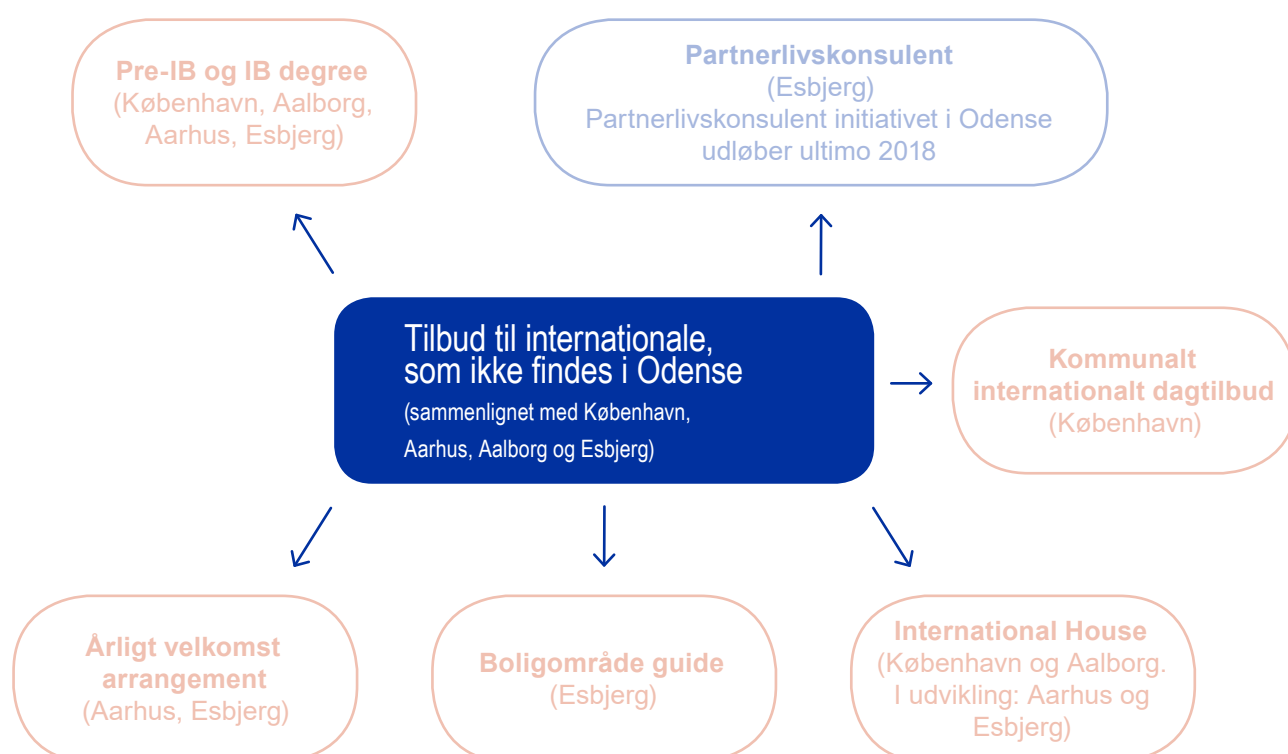 Pre-IB og IB degree
(København, Aalborg,
Aarhus, Esbjerg)
Partnerlivskonsulent
(Esbjerg)
Partnerlivskonsulent initiativet i Odense
udløber ultimo 2018
Tilbud til internationale,
som ikke findes i Odense
(sammenlignet med København,
Aarhus, Aalborg og Esbjerg)
Kommunalt
internationalt dagtilbud
(København)
Årligt velkomst
arrangement
(Aarhus, Esbjerg)
Boligområde guide
(Esbjerg)
International House
(København og Aalborg.
I udvikling: Aarhus og
Esbjerg)